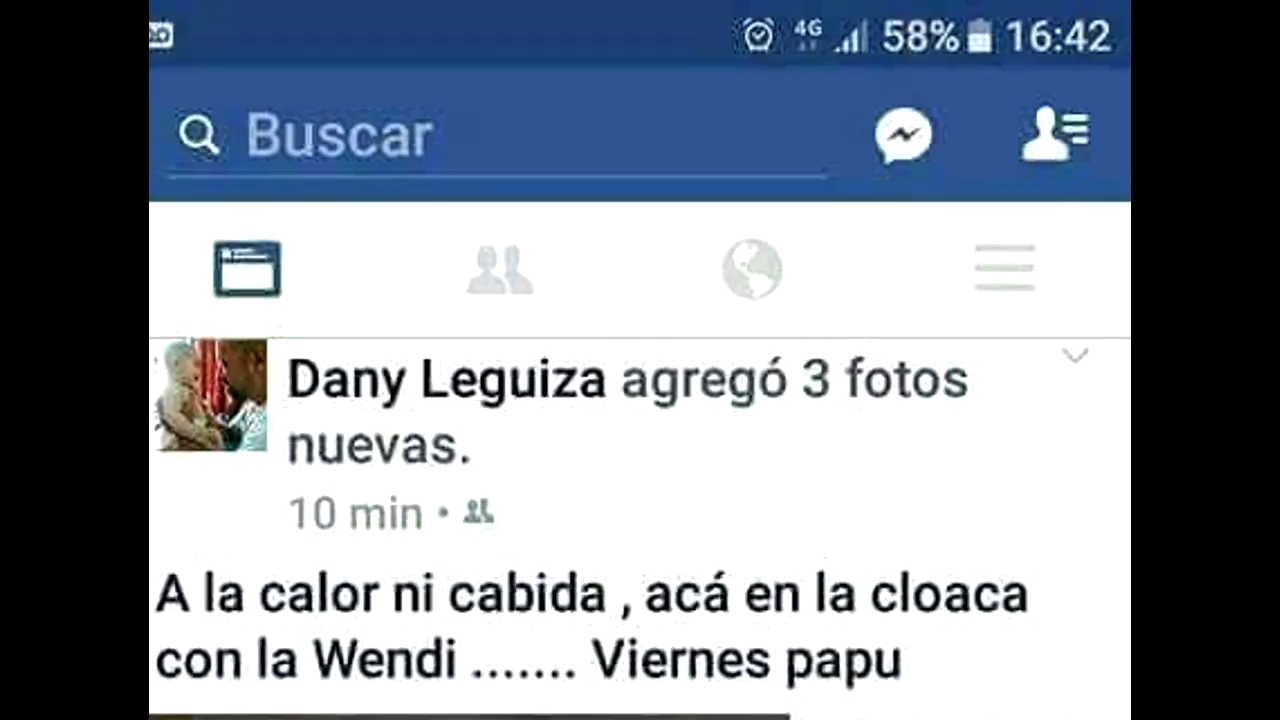 4G 58% 16:42
Buscar
Dany Leguiza agregó 3 fotos
nuevas.
10 min •
A la calor ni cabida , acá en la cloaca
con la Wendi ....... Viernes papu